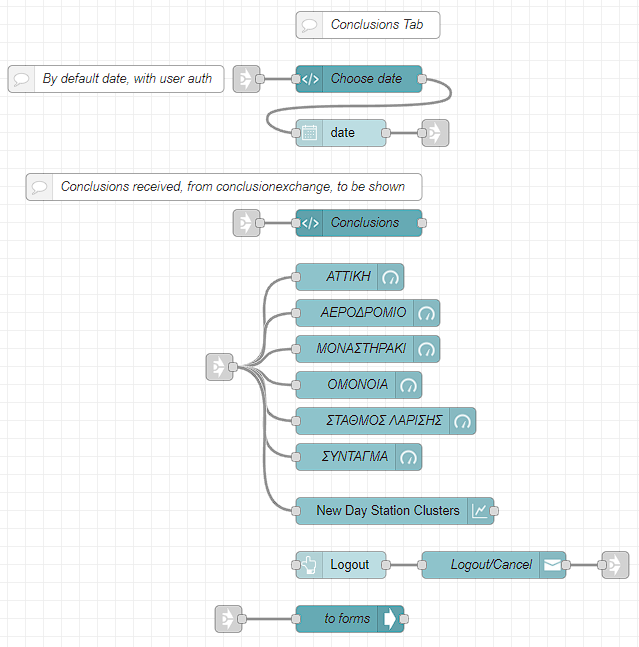 Conclusions Tab
By default date, with user auth
Choose date
date
Conclusions received, from conclusionexchange, to be shown
Conclusions
ΑΤΤΙΚΗ
ΑΕΡΟΔΡΟΜΙΟ
ΜΟΝΑΣΤΗΡΑΚΙ
ΟΜΟΝΟΙΑ
ΣΤΑΘΜΟΣ ΛΑΡΙΣΗΣ
ΣΥΝΤΑΓΜΑ
New Day Station Clusters
Logout
Logout/Cancel
to forms